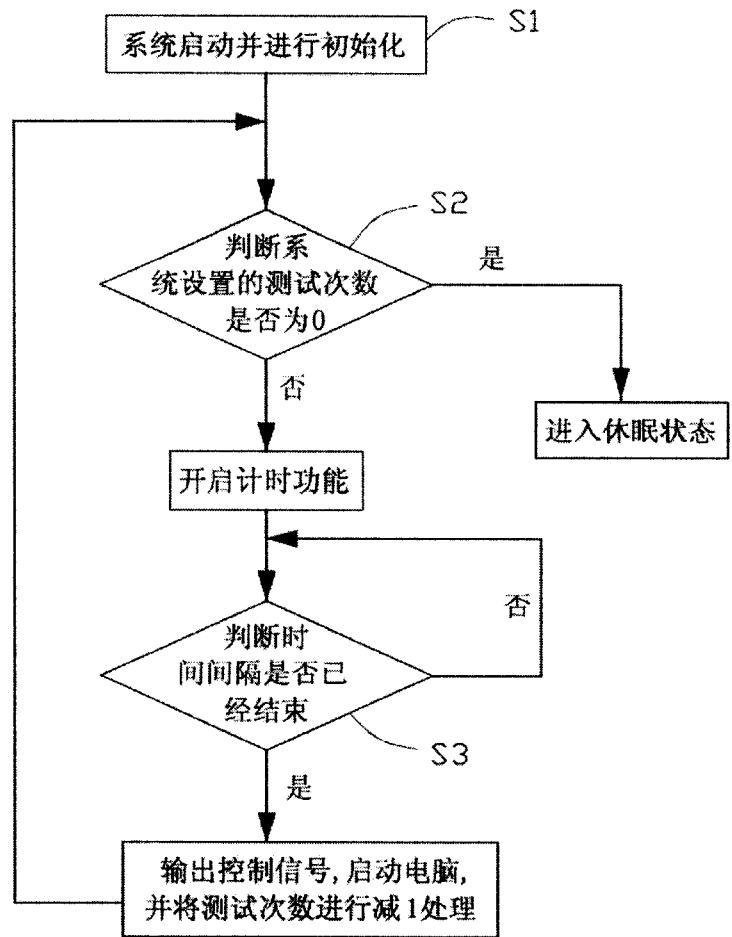 系统启动并进行初始化
S1
S2
判断系
统设置的测试次数
是否为0
是
否
进入休眠状态
开启计时功能
否
判断时
间间隔是否已
经结束
S3
是
输出控制信号,启动电脑,
并将测试次数进行减1处理